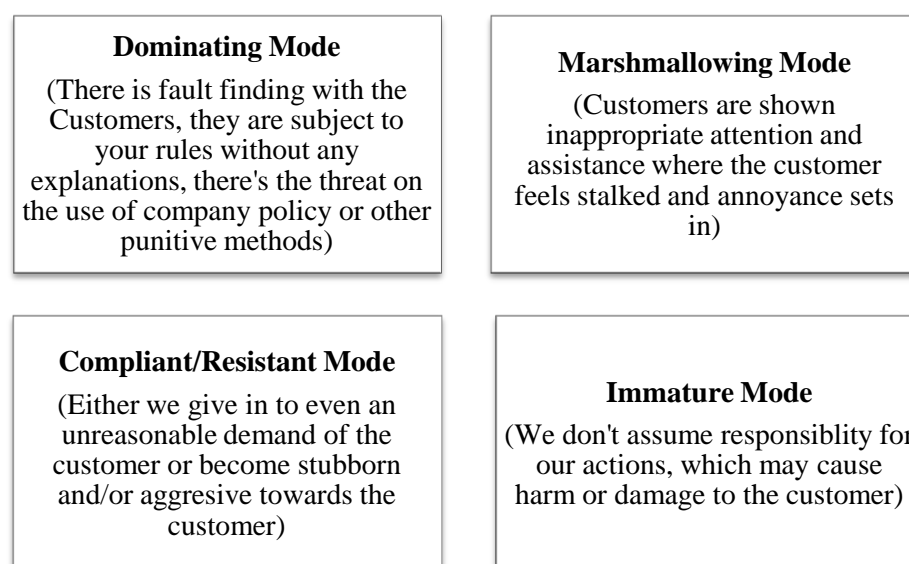 Dominating Mode
(There is fault finding with the
Customers, they are subject to
your rules without any
explanations, there's the threat on
the use of company policy or other
punitive methods)
Marshmallowing Mode
(Customers are shown
inappropriate attention and
assistance where the customer
feels stalked and annoyance sets
in)
Compliant/Resistant Mode
(Either we give in to even an
unreasonable demand of the
customer or become stubborn
and/or aggresive towards the
customer)
Immature Mode
(We don't assume responsiblity for
our actions, which may cause
harm or damage to the customer)